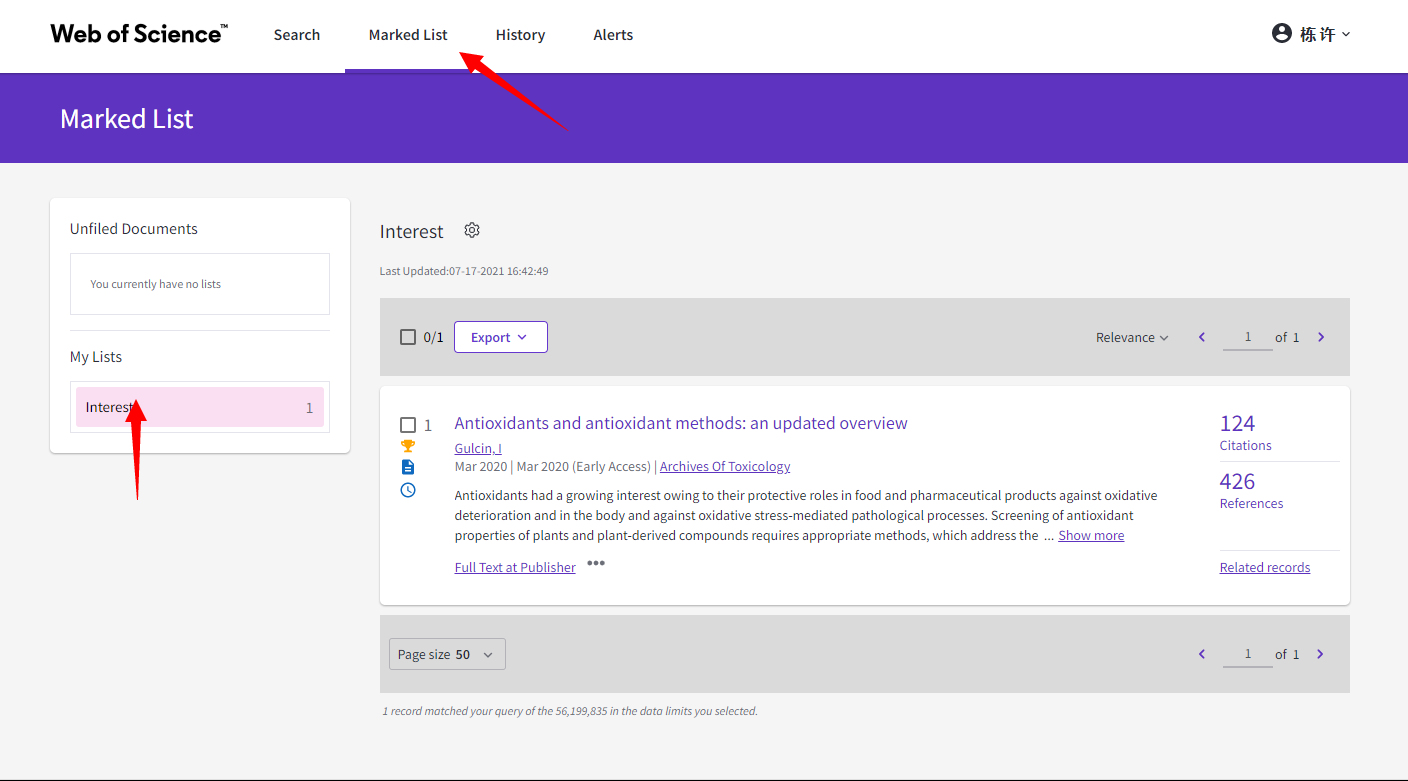 Web of Science™ Search Marked List History Alerts 栋 许
Marked List
Unfiled Documents
You currently have no lists
My Lists
Interest 1
Interest
Last Updated:07-17-2021 16:42:49
0/1 Export Relevance 1 of 1
1 Antioxidants and antioxidant methods: an updated overview
Gulcin, I
Mar 2020 | Mar 2020 (Early Access) | Archives Of Toxicology
Antioxidants had a growing interest owing to their protective roles in food and pharmaceutical products against oxidative
deterioration and in the body and against oxidative stress-mediated pathological processes. Screening of antioxidant
properties of plants and plant-derived compounds requires appropriate methods, which address the ... Show more
Full Text at Publisher •••
124
Citations
426
References
Related records
Page size 50 1 of 1
1 record matched your query of the 56,199,835 in the data limits you selected.